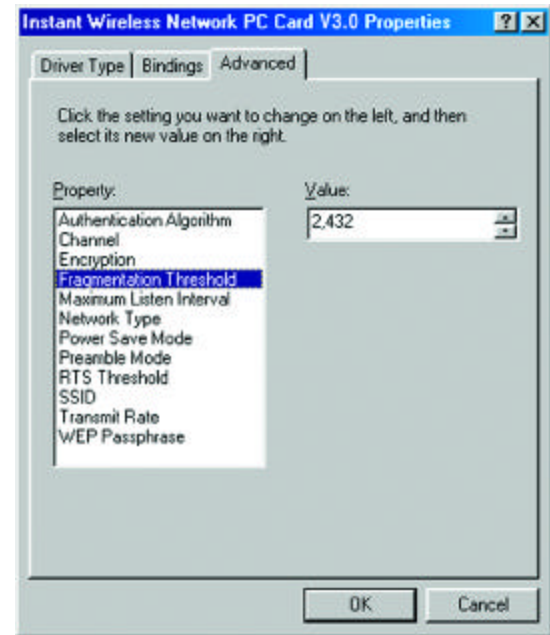 Instant Wireless Network PC Card V3.0 Properties
Driver Type Bindings Advanced
Click the setting you want to change on the left, and then
select its new value on the right.
Property:
Value:
Authentication Algorithm
Channel
Encryption
Fragmentation Threshold
Maximum Listen Interval
Network Type
Power Save Mode
Preamble Mode
RTS Threshold
SSID
Transmit Rate
WEP Passphrase
2,432
OK Cancel